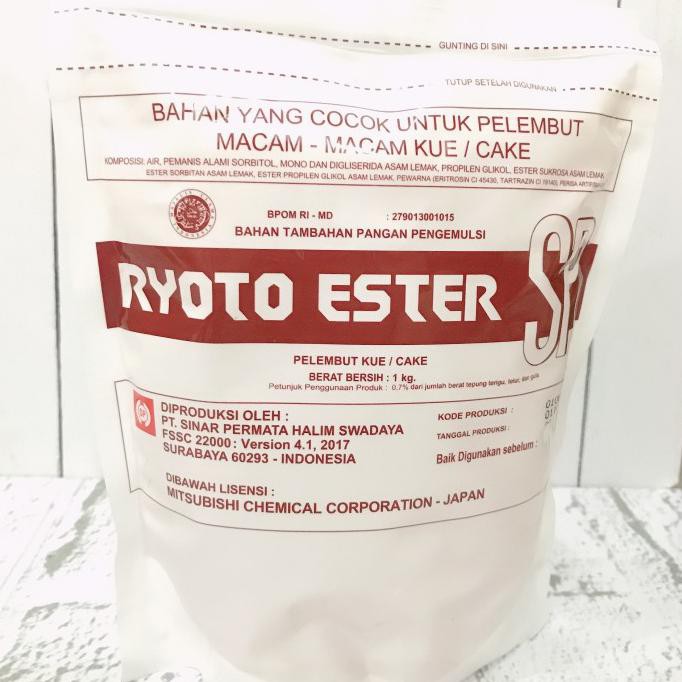 GUNTING DI SINI
TUTUP SETELAH DIGUNAKAN
BAHAN YANG COCOK UNTUK PELEMBUT
MACAM - MACAM KUE / CAKE
KOMPOSISI: AIR, PEMANIS ALAMI SORBITOL, MONO DAN DIGLISERIDA ASAM LEMAK, PROPILEN GLIKOL, ESTER SUKROSA ASAM LEMAK,
ESTER SORBITAN ASAM LEMAK, ESTER PROPILEN GLIKOL ASAM LEMAK, PEWARNA (ERITROSIN CI 45430, TARTRAZIN CI 19140), PERISA
BPOM RI - MD : 279013001015
BAHAN TAMBAHAN PANGAN PENGEMULSI
RYOTO ESTER SP
PELEMBUT KUE / CAKE
BERAT BERSIH : 1 kg.
Petunjuk Penggunaan Produk : 0.7% dari jumlah berat tepung terigu, telur, dan gula.
SP
DIPRODUKSI OLEH :
PT. SINAR PERMATA HALIM SWADAYA
FSSC 22000: Version 4.1, 2017
SURABAYA 60293 - INDONESIA
KODE PRODUKSI :
TANGGAL PRODUKSI :
Baik Digunakan sebelum :
DIBAWAH LISENSI :
MITSUBISHI CHEMICAL CORPORATION - JAPAN